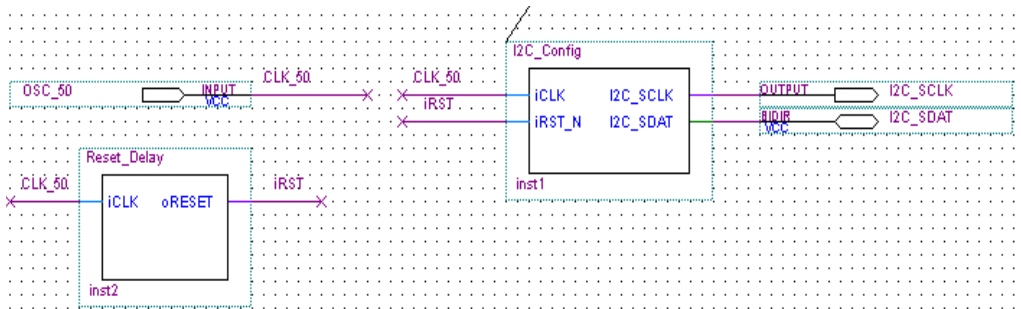 I2C_Config
OSC_50 INPUT VCC CLK_50
CLK_50
iRST
iCLK I2C_SCLK
iRST_N I2C_SDAT
inst1
OUTPUT I2C_SCLK
BIDIR VCC I2C_SDAT
Reset_Delay
CLK_50 iCLK oRESET iRST
inst2